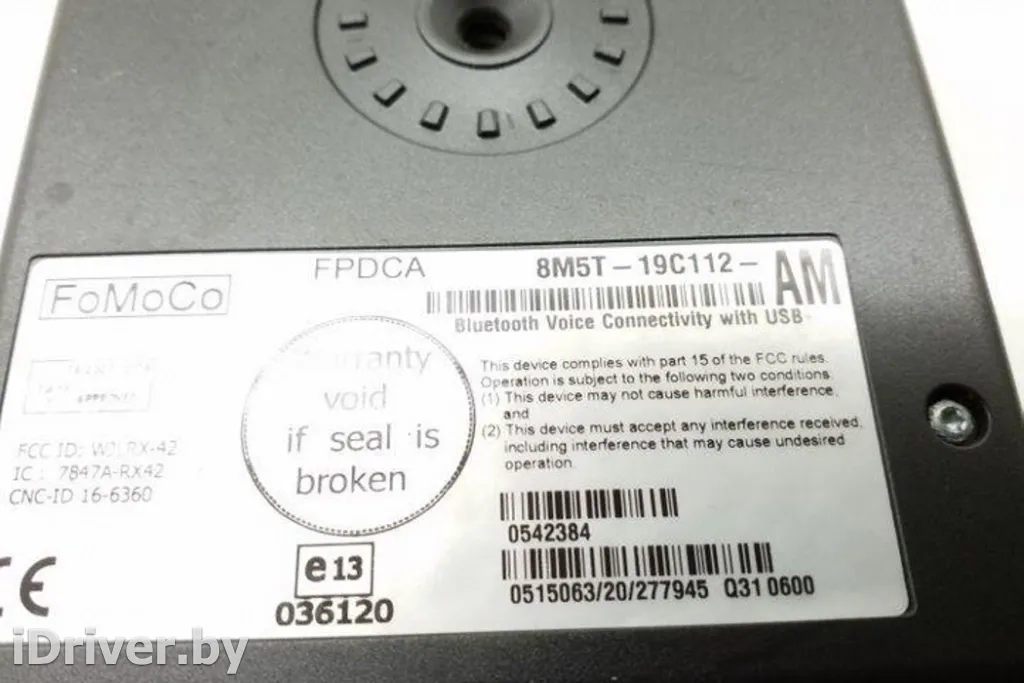 FPDCA
8M5T-19C112-
AM
FoMoCo
Bluetooth Voice Connectivity with USB
Warranty
void
if seal is
broken
This device complies with part 15 of the FCC rules.
Operation is subject to the following two conditions.
(1) This device may not cause harmful interference,
and
(2) This device must accept any interference received,
including interference that may cause undesired
operation.
FCC ID:
IC : 7847A-RX42
CNC-ID 16-6360
0542384
0515063/20/277945 Q31 0600
CE
e13
036120
iDriver.by